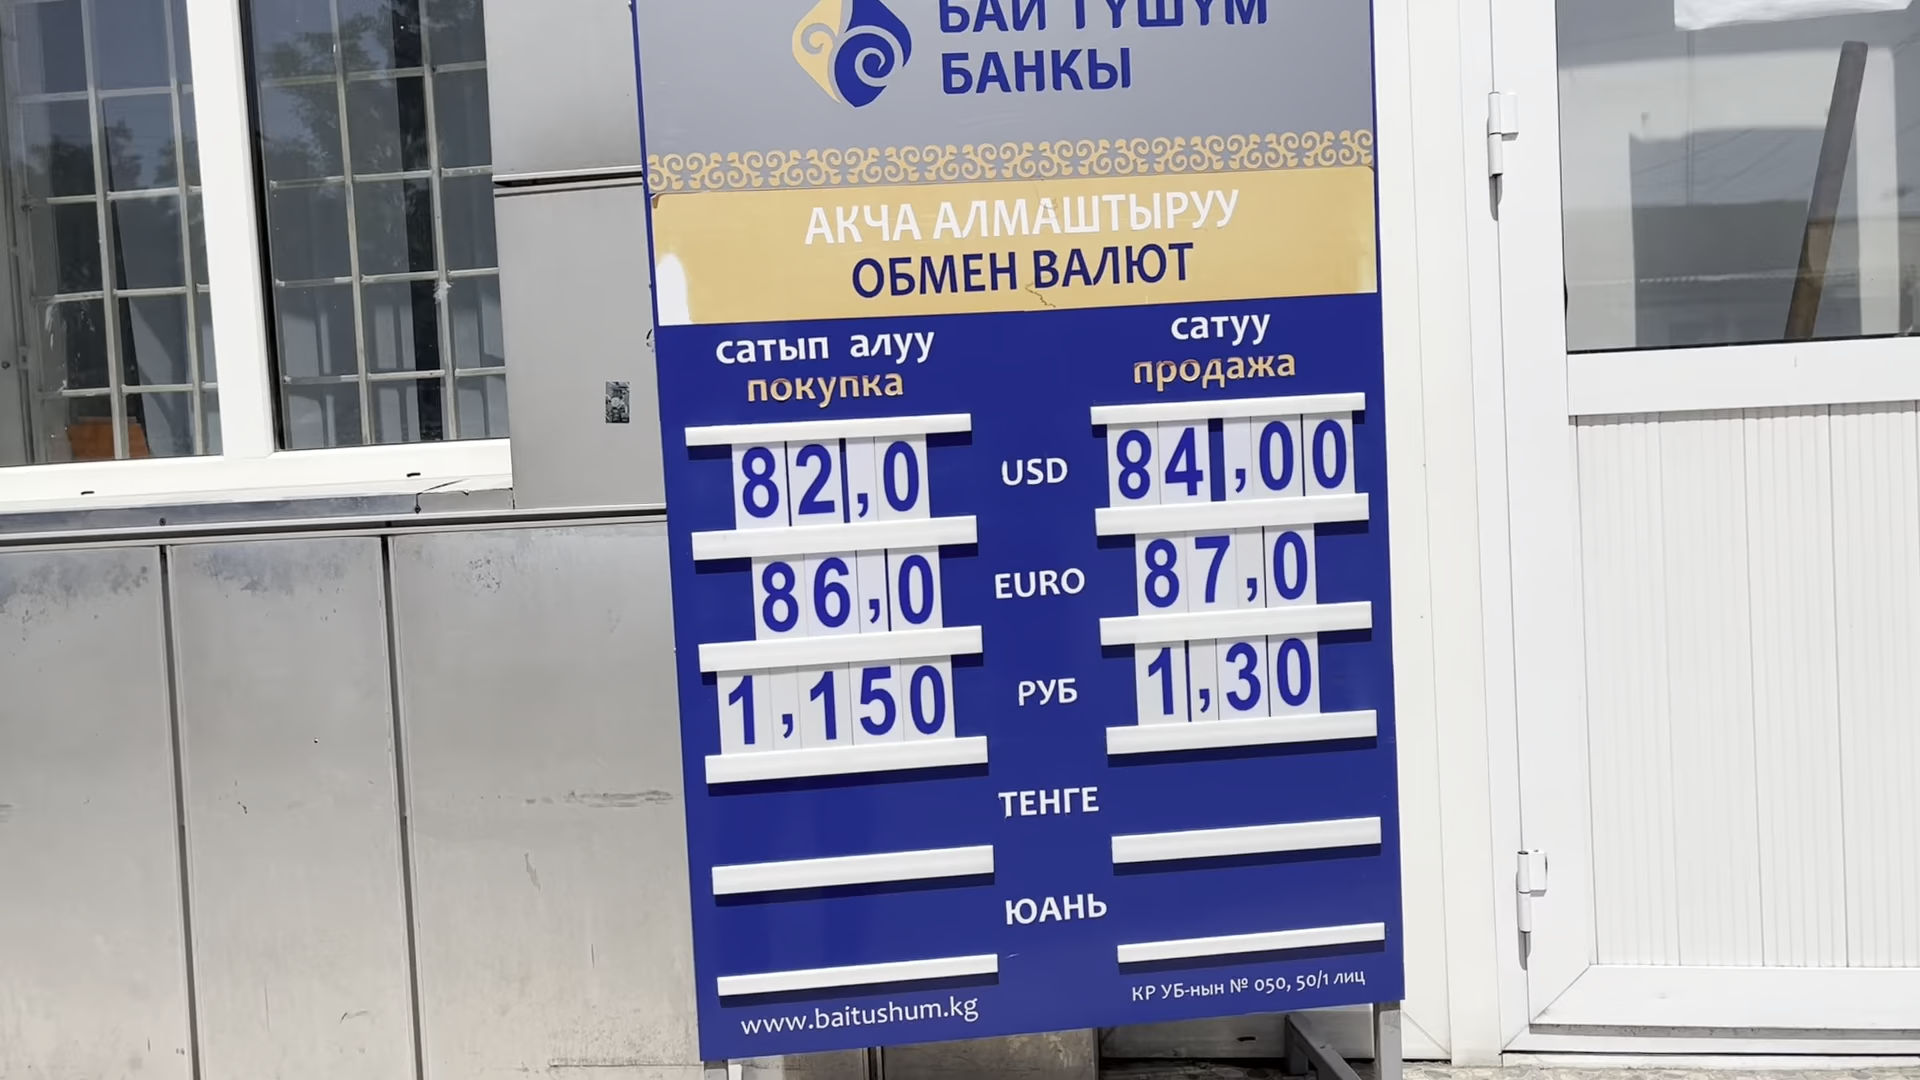 БАЙ ТҮШҮМ
БАНКЫ
АКЧА АЛМАШТЫРУУ
ОБМЕН ВАЛЮТ
сатып алуу сатуу
покупка продажа
82,0 USD 84,00
86,0 EURO 87,0
1,150 РУБ 1,30
ТЕНГЕ
ЮАНЬ
www.baitushum.kg КР УБ-нын № 050, 50/1 лиц